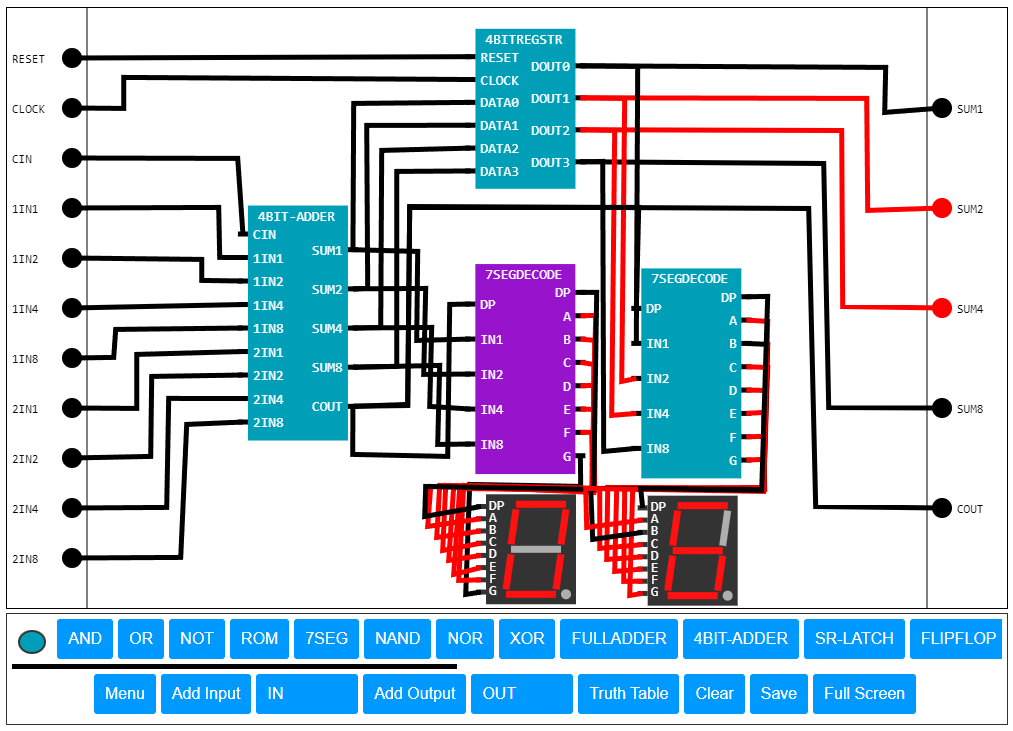 RESET
CLOCK
CIN
1IN1
1IN2
1IN4
1IN8
2IN1
2IN2
2IN4
2IN8
4BITREGSTR
RESET
CLOCK
DATA0
DATA1
DATA2
DATA3
DOUT0
DOUT1
DOUT2
DOUT3
4BIT-ADDER
CIN
1IN1
1IN2
1IN4
1IN8
2IN1
2IN2
2IN4
2IN8
SUM1
SUM2
SUM4
SUM8
COUT
7SEGDECODE
DP
IN1
IN2
IN4
IN8
DP
A
B
C
D
E
F
G
7SEGDECODE
DP
IN1
IN2
IN4
IN8
DP
A
B
C
D
E
F
G
DP
A
B
C
D
E
F
G
DP
A
B
C
D
E
F
G
SUM1
SUM2
SUM4
SUM8
COUT
AND OR NOT ROM 7SEG NAND NOR XOR FULLADDER 4BIT-ADDER SR-LATCH FLIPFLOP
Menu Add Input IN Add Output OUT Truth Table Clear Save Full Screen